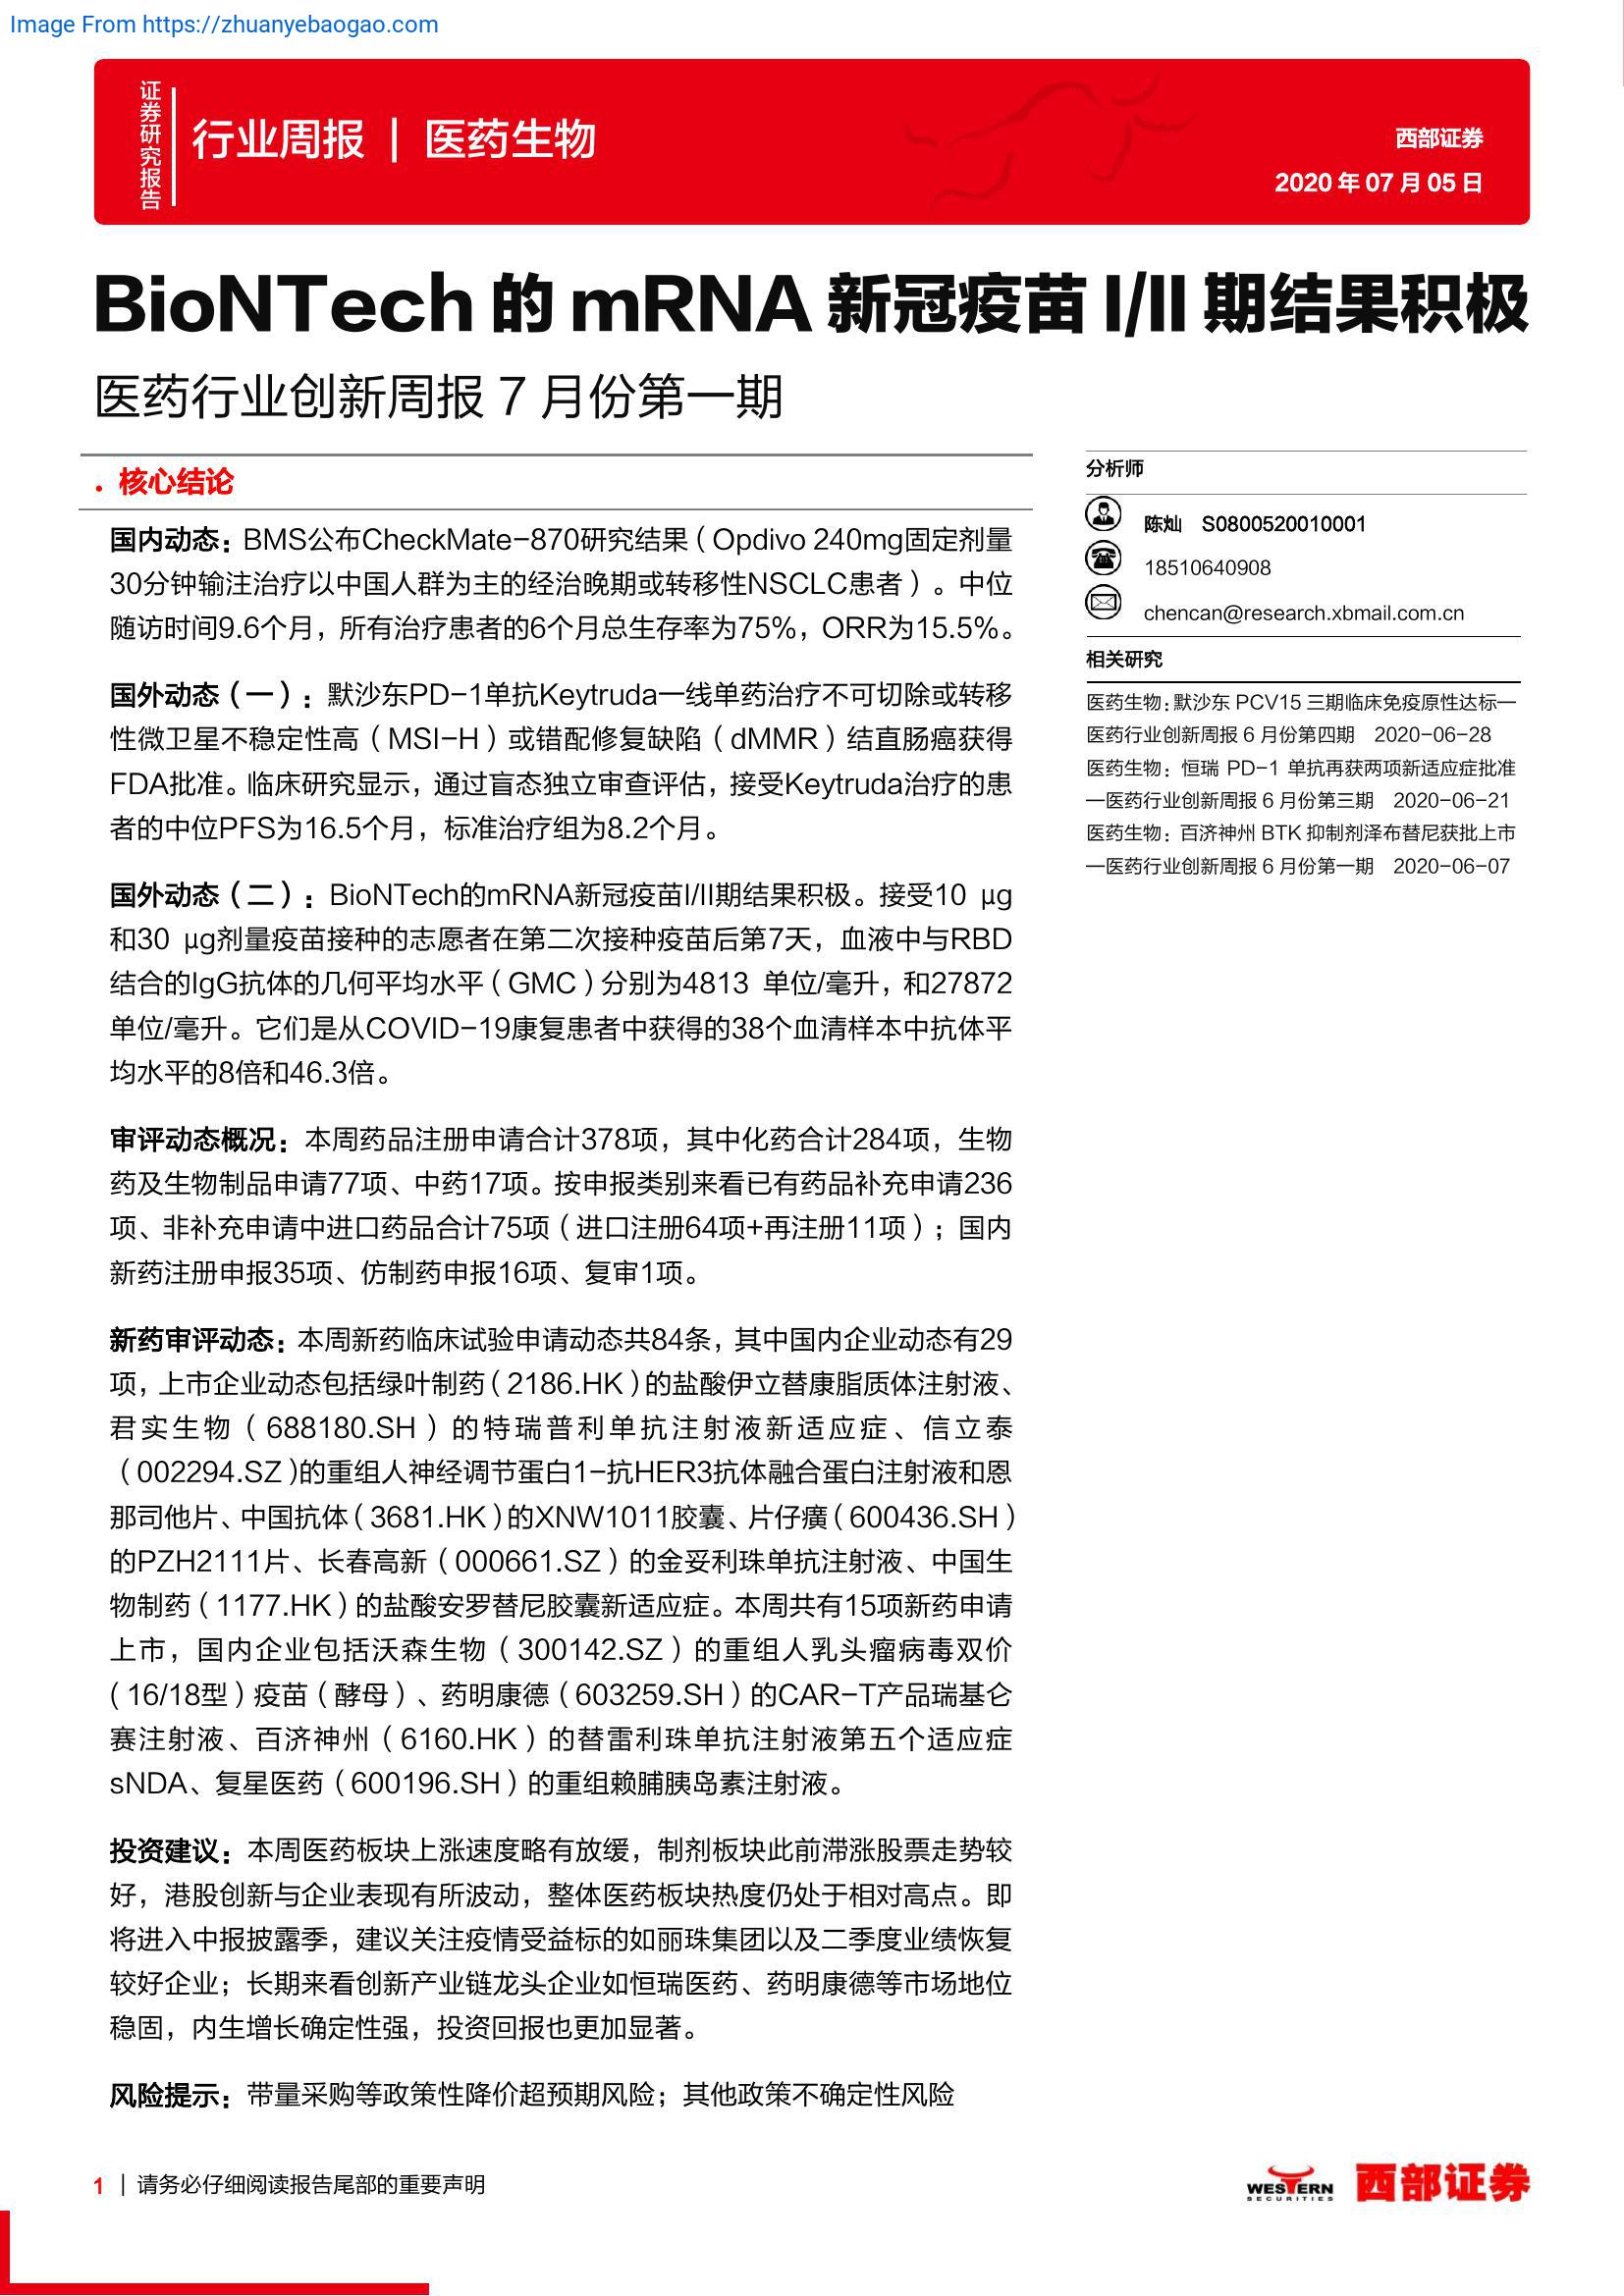 Image From https://zhuanyebaogao.com
证券研究报告
行业周报 | 医药生物
西部证券
2020 年 07 月 05 日
BioNTech 的 mRNA 新冠疫苗 I/II 期结果积极
医药行业创新周报 7 月份第一期
• 核心结论
国内动态：BMS公布CheckMate-870研究结果（Opdivo 240mg固定剂量
30分钟输注治疗以中国人群为主的经治晚期或转移性NSCLC患者）。中位
随访时间9.6个月，所有治疗患者的6个月总生存率为75%，ORR为15.5%。
国外动态（一）：默沙东PD-1单抗Keytruda一线单药治疗不可切除或转移
性微卫星不稳定性高（MSI-H）或错配修复缺陷（dMMR）结直肠癌获得
FDA批准。临床研究显示，通过盲态独立审查评估，接受Keytruda治疗的患
者的中位PFS为16.5个月，标准治疗组为8.2个月。
国外动态（二）：BioNTech的mRNA新冠疫苗I/II期结果积极。接受10 μg
和30 μg剂量疫苗接种的志愿者在第二次接种疫苗后第7天，血液中与RBD
结合的IgG抗体的几何平均水平（GMC）分别为4813 单位/毫升，和27872
单位/毫升。它们是从COVID-19康复患者中获得的38个血清样本中抗体平
均水平的8倍和46.3倍。
审评动态概况：本周药品注册申请合计378项，其中化药合计284项，生物
药及生物制品申请77项、中药17项。按申报类别来看已有药品补充申请236
项、非补充申请中进口药品合计75项（进口注册64项+再注册11项）；国内
新药注册申报35项、仿制药申报16项、复审1项。
新药审评动态：本周新药临床试验申请动态共84条，其中国内企业动态有29
项，上市企业动态包括绿叶制药（2186.HK）的盐酸伊立替康脂质体注射液、
君实生物（688180.SH）的特瑞普利单抗注射液新适应症、信立泰
（002294.SZ）的重组人神经调节蛋白1-抗HER3抗体融合蛋白注射液和恩
那司他片、中国抗体（3681.HK）的XNW1011胶囊、片仔癀（600436.SH）
的PZH2111片、长春高新（000661.SZ）的金妥利珠单抗注射液、中国生
物制药（1177.HK）的盐酸安罗替尼胶囊新适应症。本周共有15项新药申请
上市，国内企业包括沃森生物（300142.SZ）的重组人乳头瘤病毒双价
（16/18型）疫苗（酵母）、药明康德（603259.SH）的CAR-T产品瑞基仑
赛注射液、百济神州（6160.HK）的替雷利珠单抗注射液第五个适应症
sNDA、复星医药（600196.SH）的重组赖脯胰岛素注射液。
投资建议：本周医药板块上涨速度略有放缓，制剂板块此前滞涨股票走势较
好，港股创新与企业表现有所波动，整体医药板块热度仍处于相对高点。即
将进入中报披露季，建议关注疫情受益标的如丽珠集团以及二季度业绩恢复
较好企业；长期来看创新产业链龙头企业如恒瑞医药、药明康德等市场地位
稳固，内生增长确定性强，投资回报也更加显著。
风险提示：带量采购等政策性降价超预期风险；其他政策不确定性风险
分析师
陈灿 S0800520010001
18510640908
chencan@research.xbmail.com.cn
相关研究
医药生物：默沙东 PCV15 三期临床免疫原性达标—
医药行业创新周报 6 月份第四期 2020-06-28
医药生物：恒瑞 PD-1 单抗再获两项新适应症批准
—医药行业创新周报 6 月份第三期 2020-06-21
医药生物：百济神州 BTK 抑制剂泽布替尼获批上市
—医药行业创新周报 6 月份第一期 2020-06-07
1 | 请务必仔细阅读报告尾部的重要声明
WESTERN
SECURITIES
西部证券